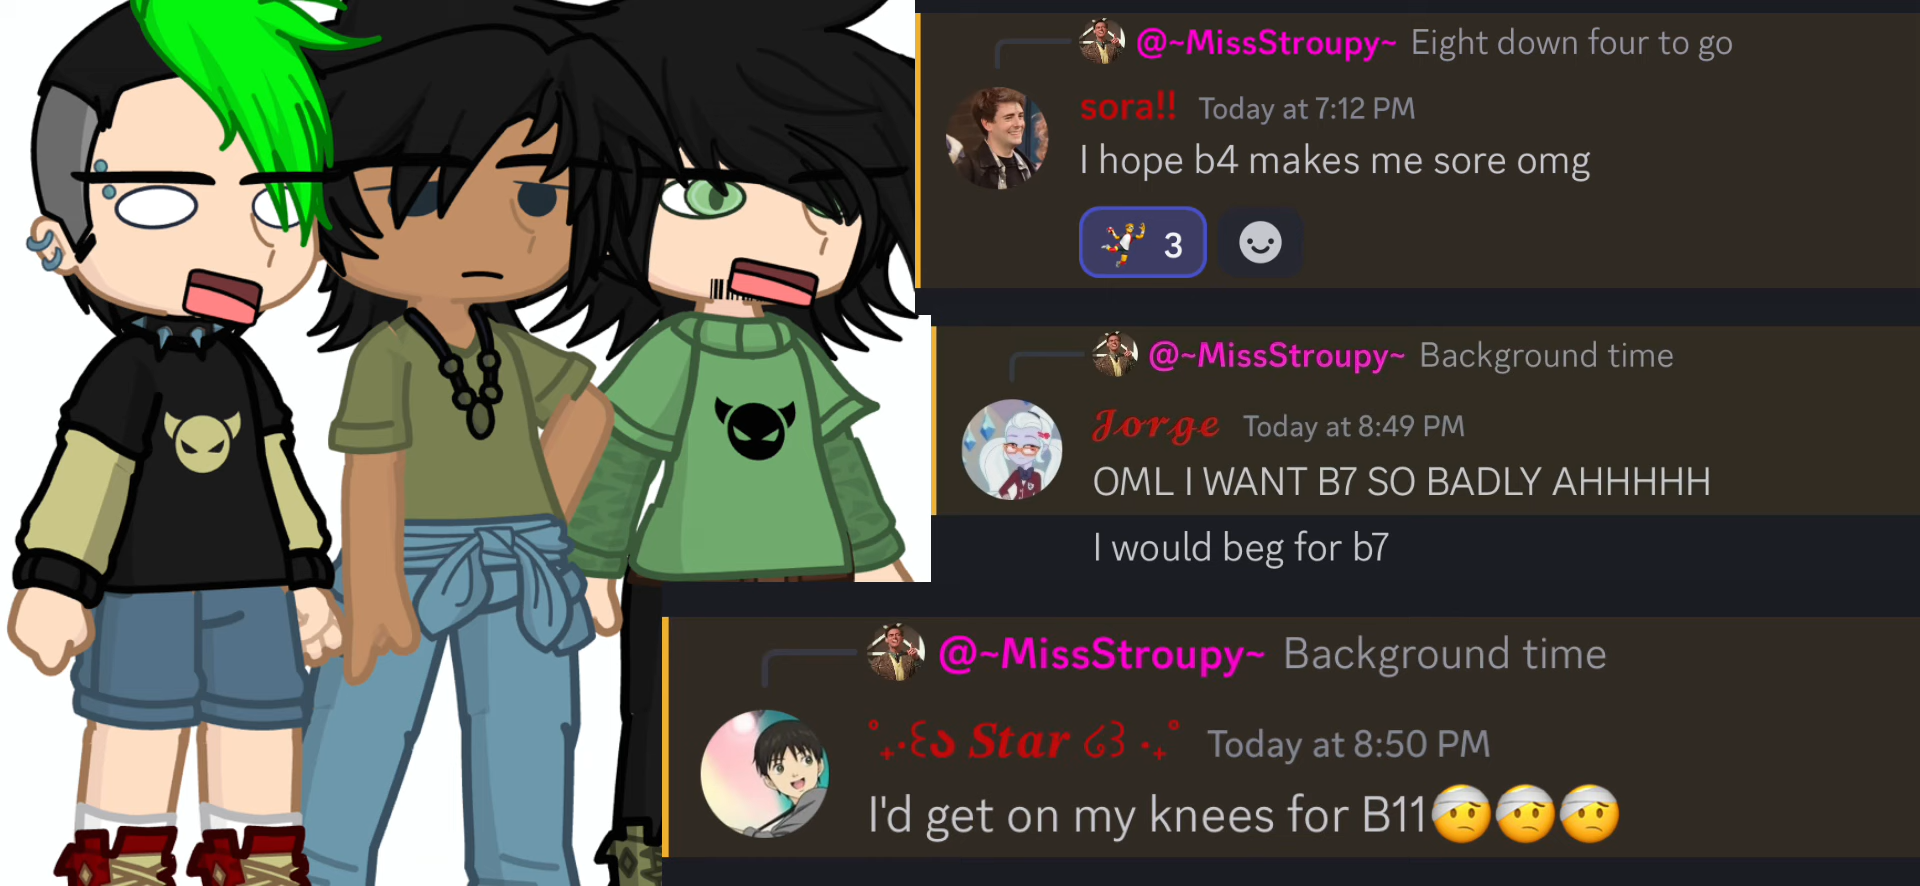 @~MissStroupy~ Eight down four to go
sora!! Today at 7:12 PM
I hope b4 makes me sore omg
3
@~MissStroupy~ Background time
Jorge Today at 8:49 PM
OML I WANT B7 SO BADLY AHHHHH
I would beg for b7
@~MissStroupy~ Background time
˚₊‧꒰ა Star ໒꒱ ‧₊˚ Today at 8:50 PM
I'd get on my knees for B11🤕🤕🤕